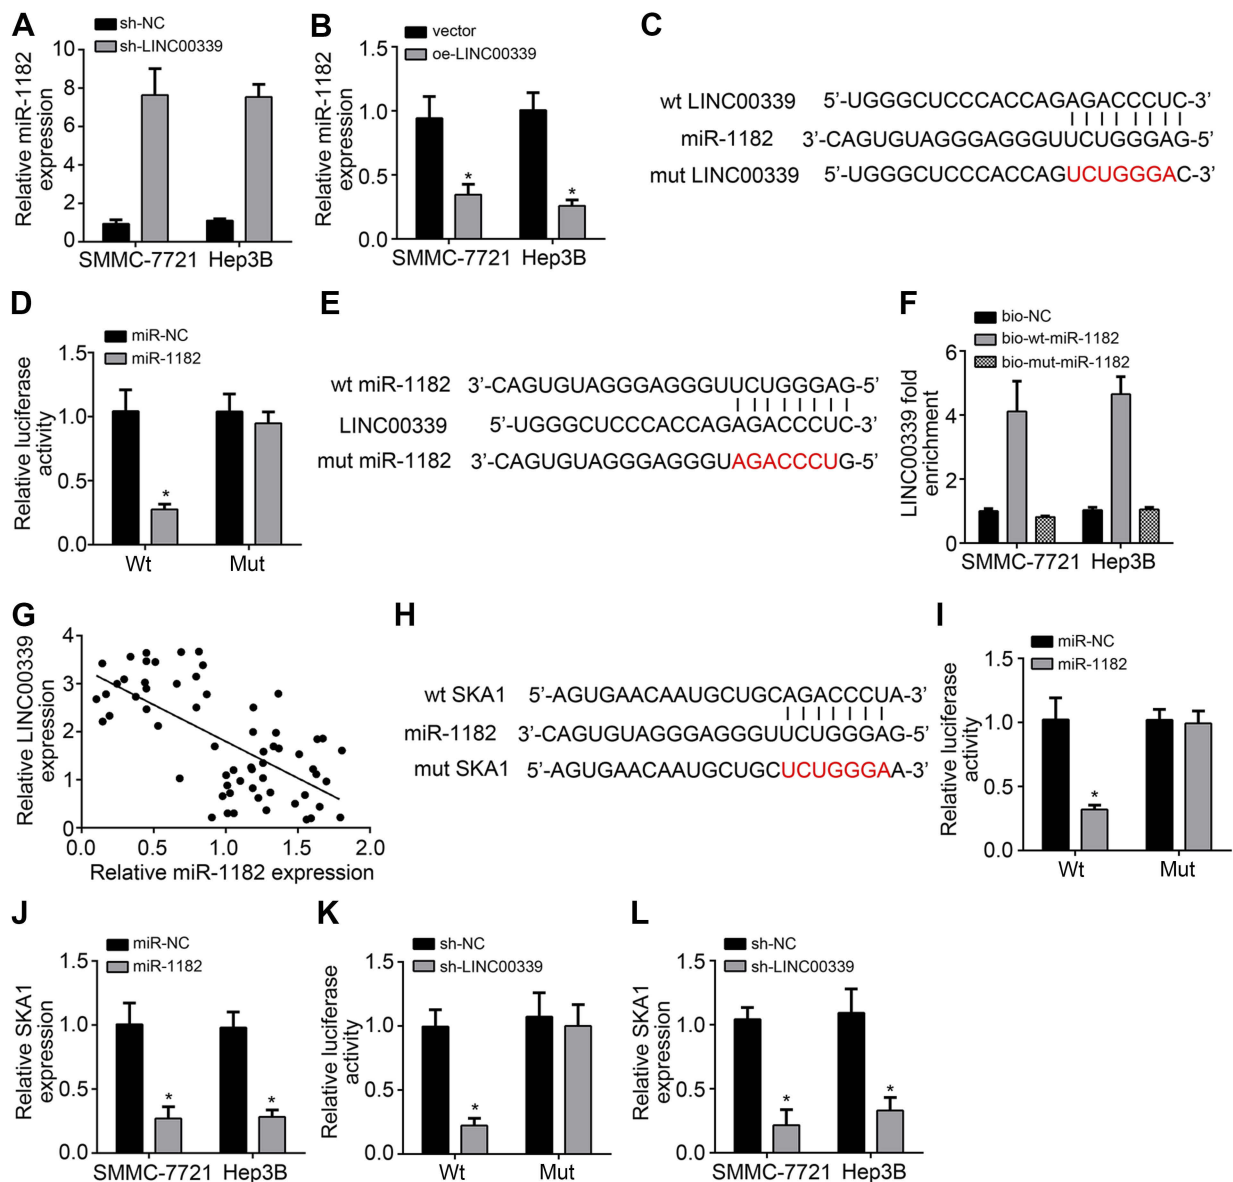 A
sh-NC
sh-LINC00339
Relative miR-1182
expression
10
8
6
4
2
0
SMMC-7721 Hep3B
B
vector
oe-LINC00339
Relative miR-1182
expression
1.5
1.0
0.5
0.0
*
*
SMMC-7721 Hep3B
C
wt LINC00339 5’-UGGGCUCCCACCAGAGACCCUC-3’
miR-1182 3’-CAGUGUAGGGAGGGUUCUGGGAG-5’
mut LINC00339 5’-UGGGCUCCCACCAGUCUGGGAC-3’
D
miR-NC
miR-1182
Relative luciferase
activity
1.5
1.0
0.5
0.0
*
Wt Mut
E
wt miR-1182 3’-CAGUGUAGGGAGGGUUCUGGGAG-5’
LINC00339 5’-UGGGCUCCCACCAGAGACCCUC-3’
mut miR-1182 3’-CAGUGUAGGGAGGGUAGACCCUG-5’
F
bio-NC
bio-wt-miR-1182
bio-mut-miR-1182
LINC00339 fold
enrichment
6
4
2
0
SMMC-7721 Hep3B
G
Relative LINC00339
expression
4
3
2
1
0
0.0 0.5 1.0 1.5 2.0
Relative miR-1182 expression
H
wt SKA1 5’-AGUGAACAAUGCUGCAGACCCUA-3’
miR-1182 3’-CAGUGUAGGGAGGGUUCUGGGAG-5’
mut SKA1 5’-AGUGAACAAUGCUGCUCUGGGAA-3’
I
miR-NC
miR-1182
Relative luciferase
activity
1.5
1.0
0.5
0.0
*
Wt Mut
J
miR-NC
miR-1182
Relative SKA1
expression
1.5
1.0
0.5
0.0
*
*
SMMC-7721 Hep3B
K
sh-NC
sh-LINC00339
Relative luciferase
activity
1.5
1.0
0.5
0.0
*
Wt Mut
L
sh-NC
sh-LINC00339
Relative SKA1
expression
1.5
1.0
0.5
0.0
*
*
SMMC-7721 Hep3B